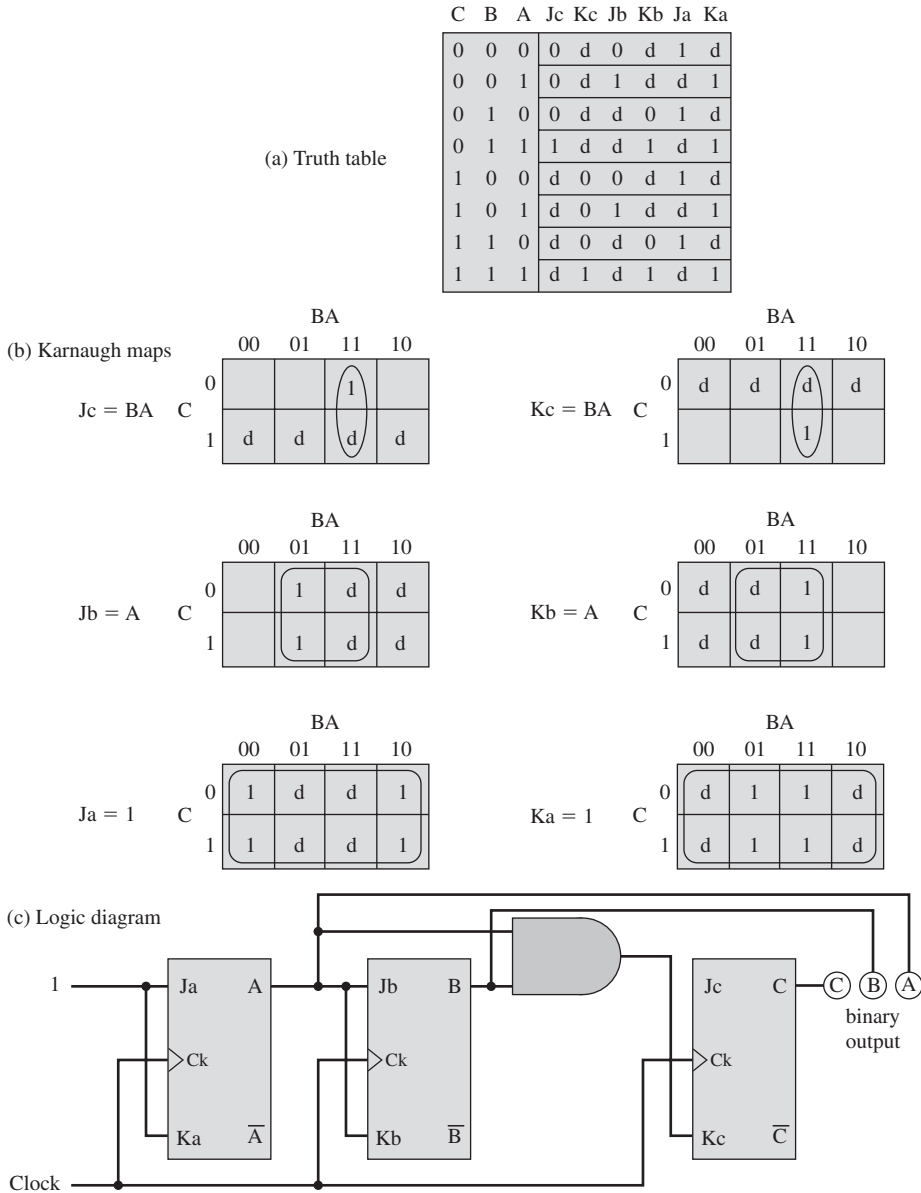 C B A Jc Kc Jb Kb Ja Ka
0 0 0 0 d 0 d 1 d
0 0 1 0 d 1 d d 1
0 1 0 0 d d 0 1 d
(a) Truth table
0 1 1 1 d d 1 d 1
1 0 0 d 0 0 d 1 d
1 0 1 d 0 1 d d 1
1 1 0 d 0 d 0 1 d
1 1 1 d 1 d 1 d 1
(b) Karnaugh maps
BA
00 01 11 10
Jc = BA C
0 1
1 d d d d
BA
00 01 11 10
Kc = BA C
0 d d d d
1 1
BA
00 01 11 10
Jb = A C
0 1 d d
1 1 d d
BA
00 01 11 10
Kb = A C
0 d d 1
1 d d 1
BA
00 01 11 10
Ja = 1 C
0 1 d d 1
1 1 d d 1
BA
00 01 11 10
Ka = 1 C
0 d 1 1 d
1 d 1 1 d
(c) Logic diagram
1 Ja A Jb B Jc C C B A
binary
output
Ck Ck Ck
Ka A̅ Kb B̅ Kc C̅
Clock